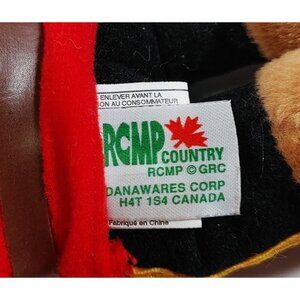 ENLEVER AVANT LA
ON AU CONSOMMATEUR
RCMP COUNTRY
RCMP © GRC
DANAWARES CORP
H4T 1S4 CANADA
Fabriqué en Chine